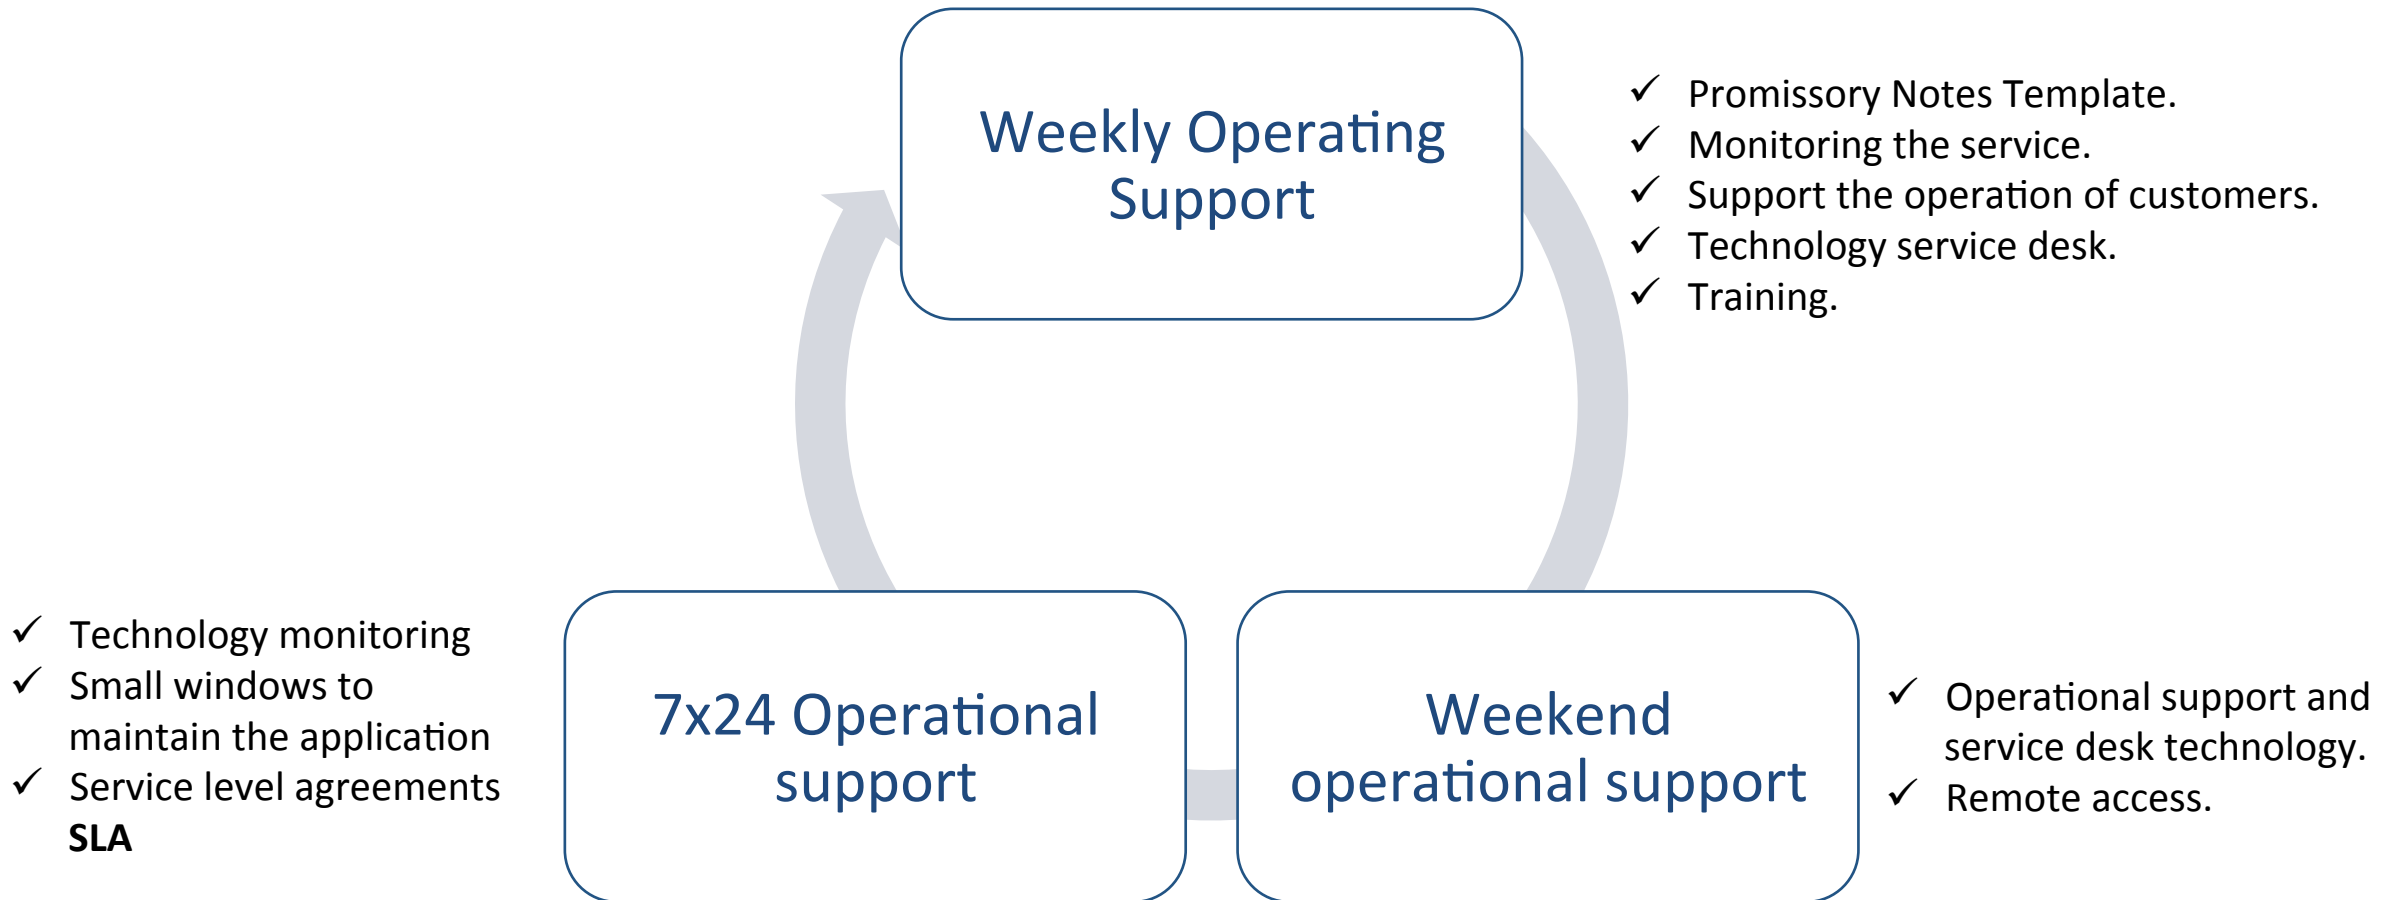 Weekly Operating
Support
✓ Promissory Notes Template.
✓ Monitoring the service.
✓ Support the operation of customers.
✓ Technology service desk.
✓ Training.
✓ Technology monitoring
✓ Small windows to
maintain the application
✓ Service level agreements
SLA
7x24 Operational
support
Weekend
operational support
✓ Operational support and
service desk technology.
✓ Remote access.